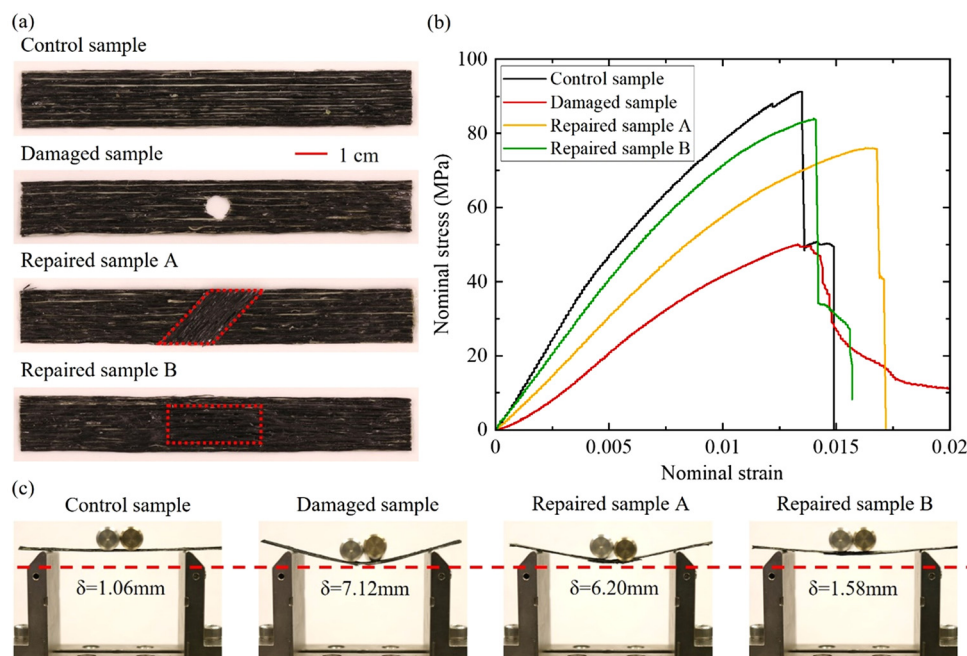 (a)
Control sample
Damaged sample
1 cm
Repaired sample A
Repaired sample B
(b)
100
80
60
40
20
0
Nominal stress (MPa)
Control sample
Damaged sample
Repaired sample A
Repaired sample B
0
0.005
0.01
0.015
0.02
Nominal strain
(c)
Control sample
Damaged sample
Repaired sample A
Repaired sample B
δ=1.06mm
δ=7.12mm
δ=6.20mm
δ=1.58mm